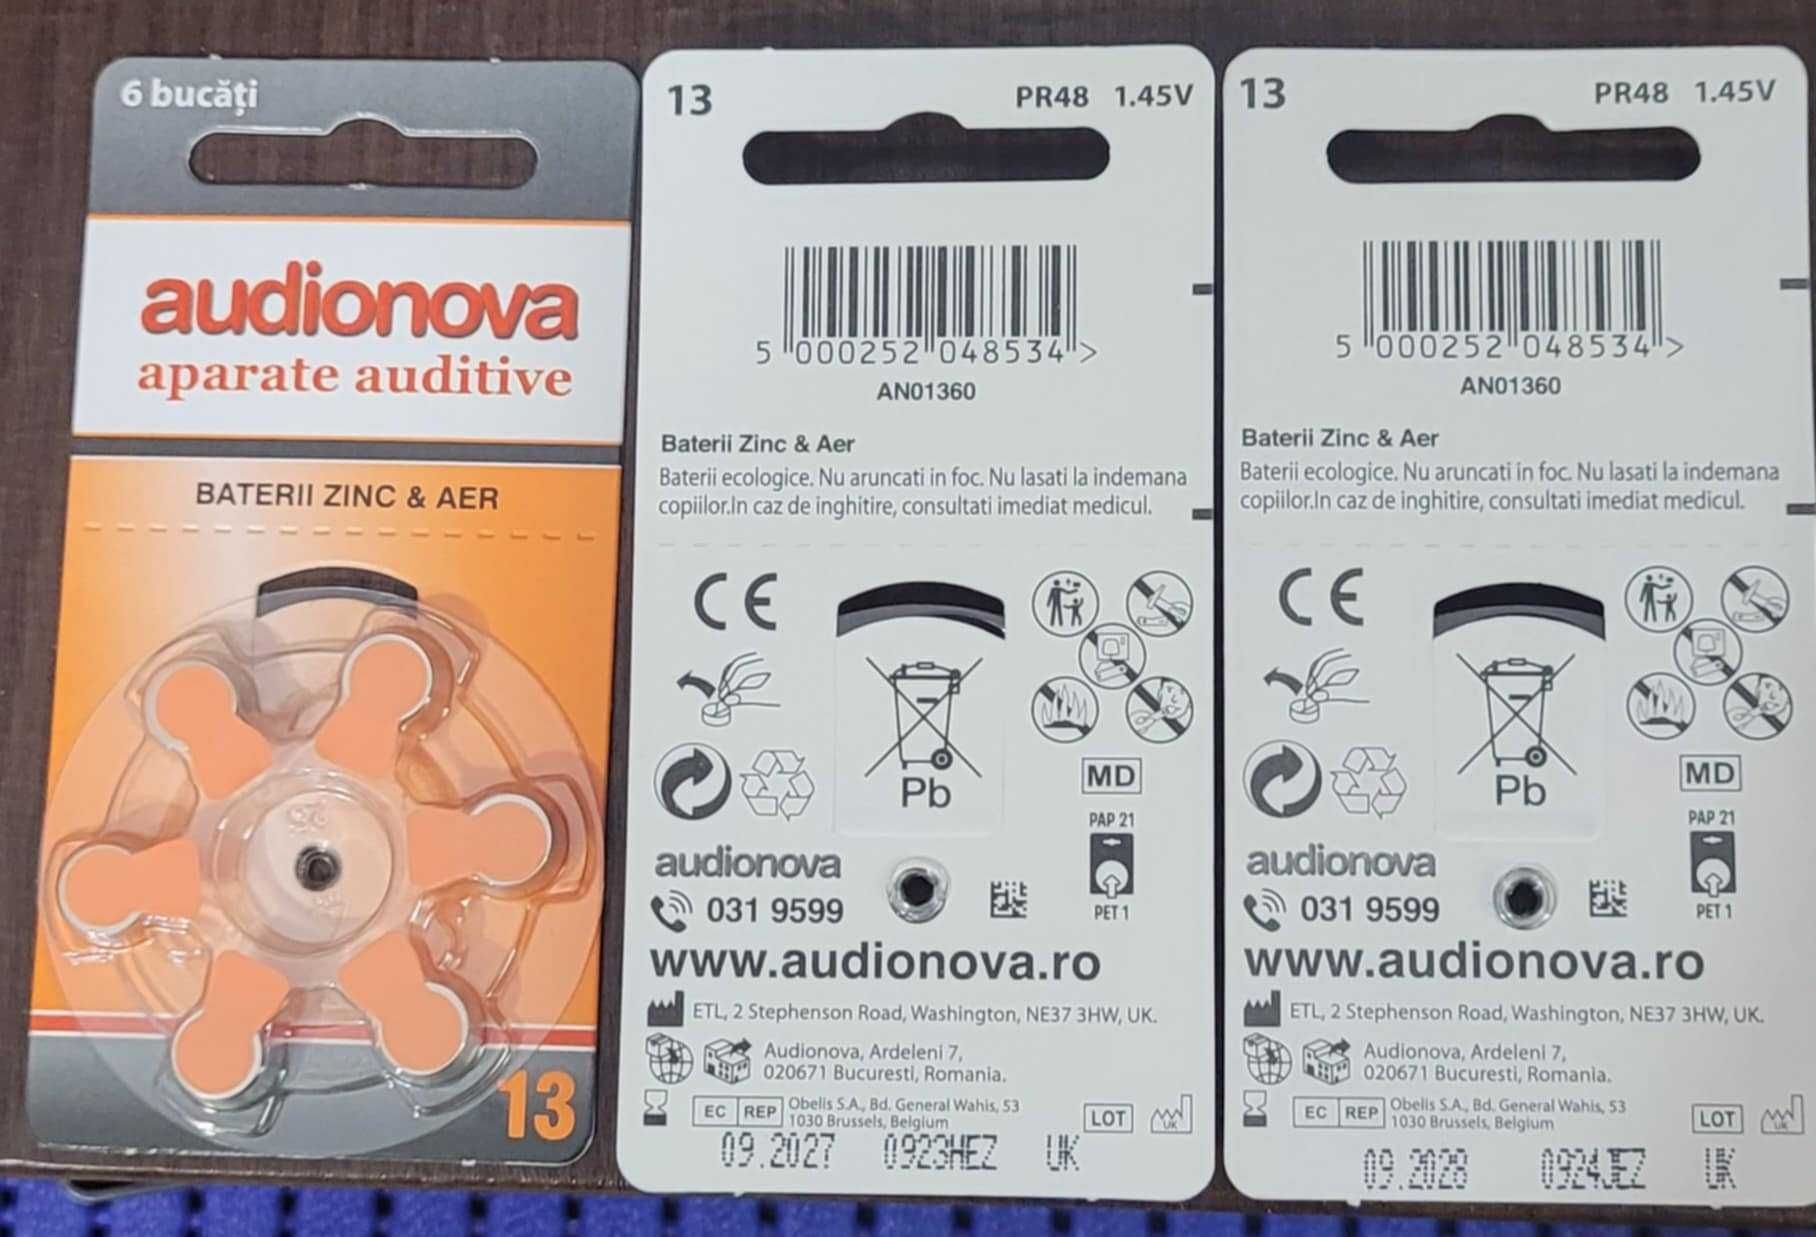 6 bucăți
audionova
aparate auditive
BATERII ZINC & AER
13
13 PR48 1.45V
5 000252 048534 >
AN01360
Baterii Zinc & Aer
Baterii ecologice. Nu aruncati in foc. Nu lasati la indemana
copiilor.In caz de inghitire, consultati imediat medicul.
CE
Pb
MD
PAP 21
PET 1
audionova
031 9599
www.audionova.ro
ETL, 2 Stephenson Road, Washington, NE37 3HW, UK.
Audionova, Ardeleni 7,
020671 Bucuresti, Romania.
EC REP Obelis S.A., Bd. General Wahis, 53
1030 Brussels, Belgium
LOT UK
09.2027 0923HEZ UK
13 PR48 1.45V
5 000252 048534 >
AN01360
Baterii Zinc & Aer
Baterii ecologice. Nu aruncati in foc. Nu lasati la indemana
copiilor.In caz de inghitire, consultati imediat medicul.
CE
Pb
MD
PAP 21
PET 1
audionova
031 9599
www.audionova.ro
ETL, 2 Stephenson Road, Washington, NE37 3HW, UK.
Audionova, Ardeleni 7,
020671 Bucuresti, Romania.
EC REP Obelis S.A., Bd. General Wahis, 53
1030 Brussels, Belgium
LOT UK
09.2028 0924JEZ UK